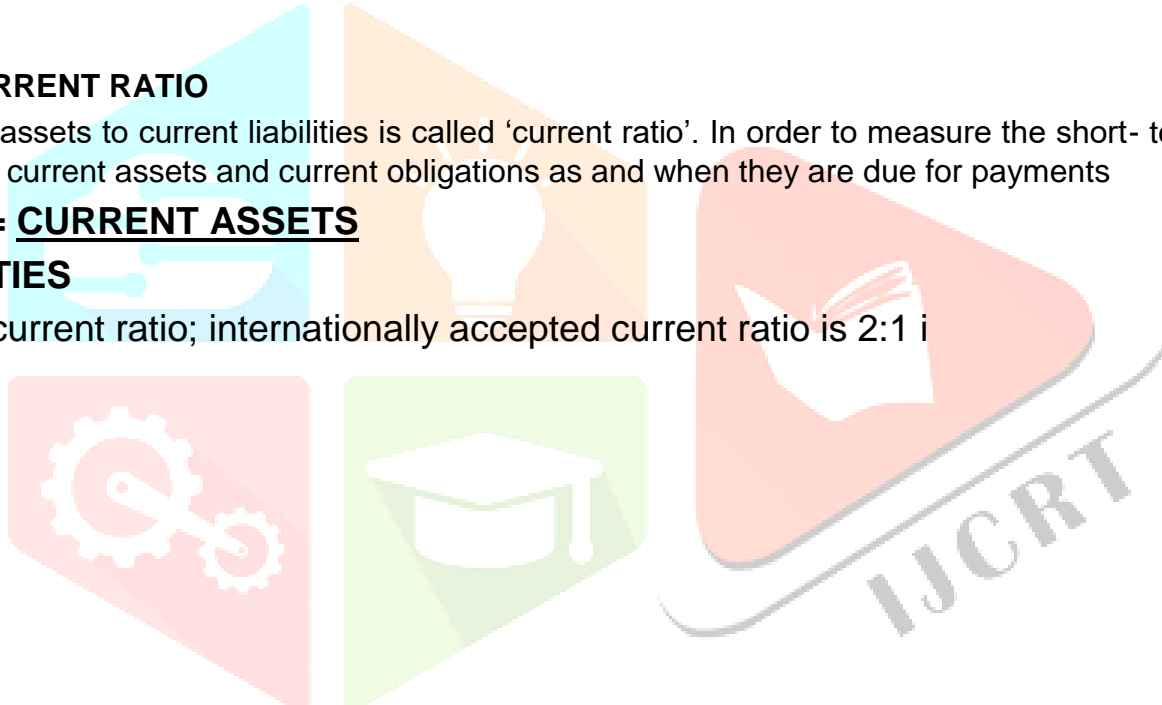 RRENT RATIO
assets to current liabilities is called ‘current ratio’. In order to measure the short- te
current assets and current obligations as and when they are due for payments
= CURRENT ASSETS
TIES
current ratio; internationally accepted current ratio is 2:1 i
IJCRT